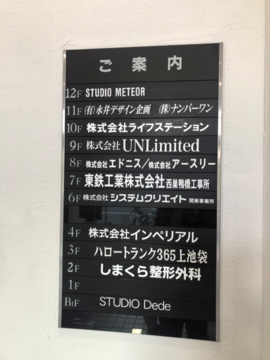 ご案内
12F STUDIO METEOR
11F (有)永井デザイン企画 (株)ナンバーワン
10F 株式会社ライフステーション
9F 株式会社UNLimited
8F 株式会社エドニス/株式会社アースリー
7F 東鉄工業株式会社西巣鴨橋工事所
6F 株式会社システムクリエイト 関東事業所
4F 株式会社インペリアル
3F ハロートランク365上池袋
2F しまくら整形外科
1F
B1F STUDIO Dede